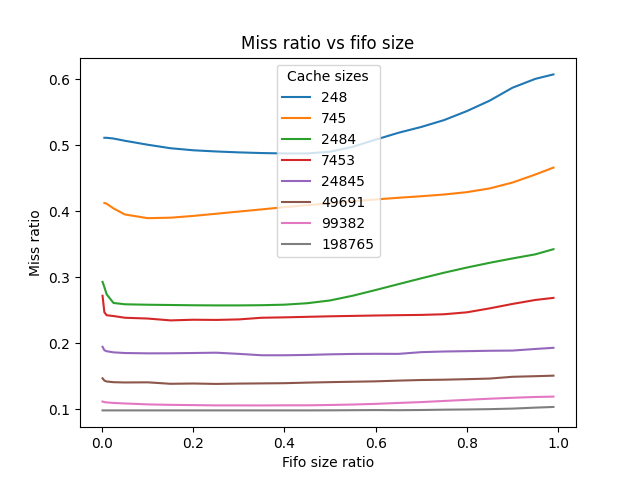 Miss ratio vs fifo size
Cache sizes
248
745
2484
7453
24845
49691
99382
198765
0.6
0.5
0.4
0.3
0.2
0.1
Miss ratio
0.0 0.2 0.4 0.6 0.8 1.0
Fifo size ratio